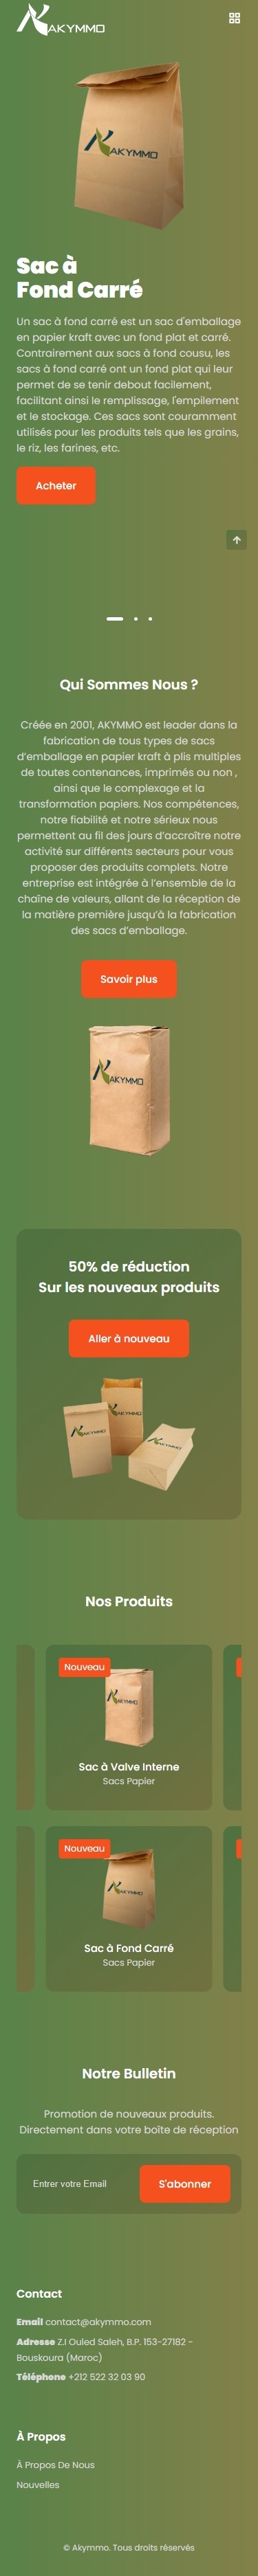 AKYMMO
AKYMMO
Sac à
Fond Carré
Un sac à fond carré est un sac d'emballage
en papier kraft avec un fond plat et carré.
Contrairement aux sacs à fond cousu, les
sacs à fond carré ont un fond plat qui leur
permet de se tenir debout facilement,
facilitant ainsi le remplissage, l'empilement
et le stockage. Ces sacs sont couramment
utilisés pour les produits tels que les grains,
le riz, les farines, etc.
Acheter
Qui Sommes Nous ?
Créée en 2001, AKYMMO est leader dans la
fabrication de tous types de sacs
d'emballage en papier kraft à plis multiples
de toutes contenances, imprimés ou non ,
ainsi que le complexage et la
transformation papiers. Nos compétences,
notre fiabilité et notre sérieux nous
permettent au fil des jours d'accroître notre
activité sur différents secteurs pour vous
proposer des produits complets. Notre
entreprise est intégrée à l'ensemble de la
chaîne de valeurs, allant de la réception de
la matière première jusqu'à la fabrication
des sacs d'emballage.
Savoir plus
AKYMMO
50% de réduction
Sur les nouveaux produits
Aller à nouveau
AKYMMO
AKYMMO
AKYMMO
Nos Produits
Nouveau
AKYMMO
Sac à Valve Interne
Sacs Papier
Nouveau
AKYMMO
Sac à Fond Carré
Sacs Papier
Notre Bulletin
Promotion de nouveaux produits.
Directement dans votre boîte de réception
Entrer votre Email
S'abonner
Contact
Email contact@akymmo.com
Adresse Z.I Ouled Saleh, B.P. 153-27182 -
Bouskoura (Maroc)
Téléphone +212 522 32 03 90
À Propos
À Propos De Nous
Nouvelles
© Akymmo. Tous droits réservés